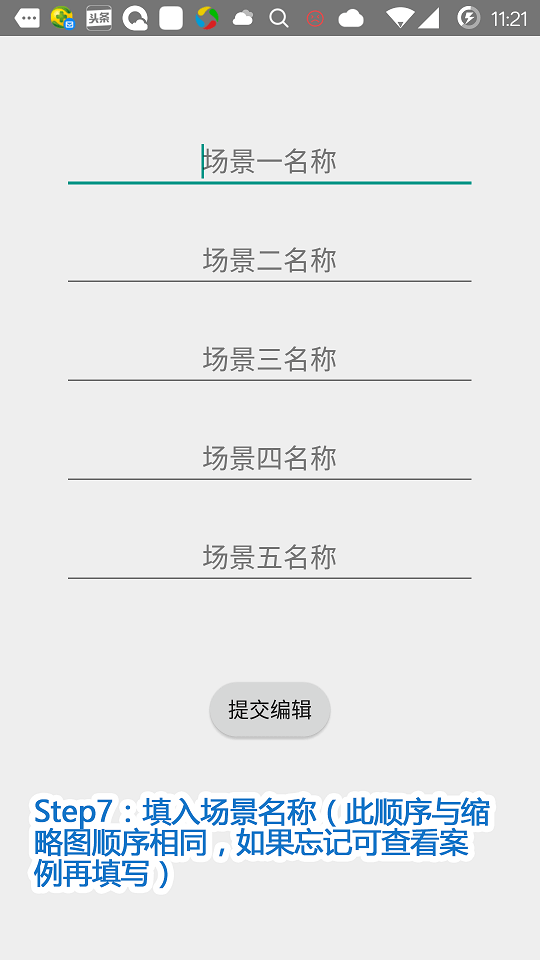 头条
11:21
场景一名称
场景二名称
场景三名称
场景四名称
场景五名称
提交编辑
Step7：填入场景名称（此顺序与缩
略图顺序相同，如果忘记可查看案
例再填写）